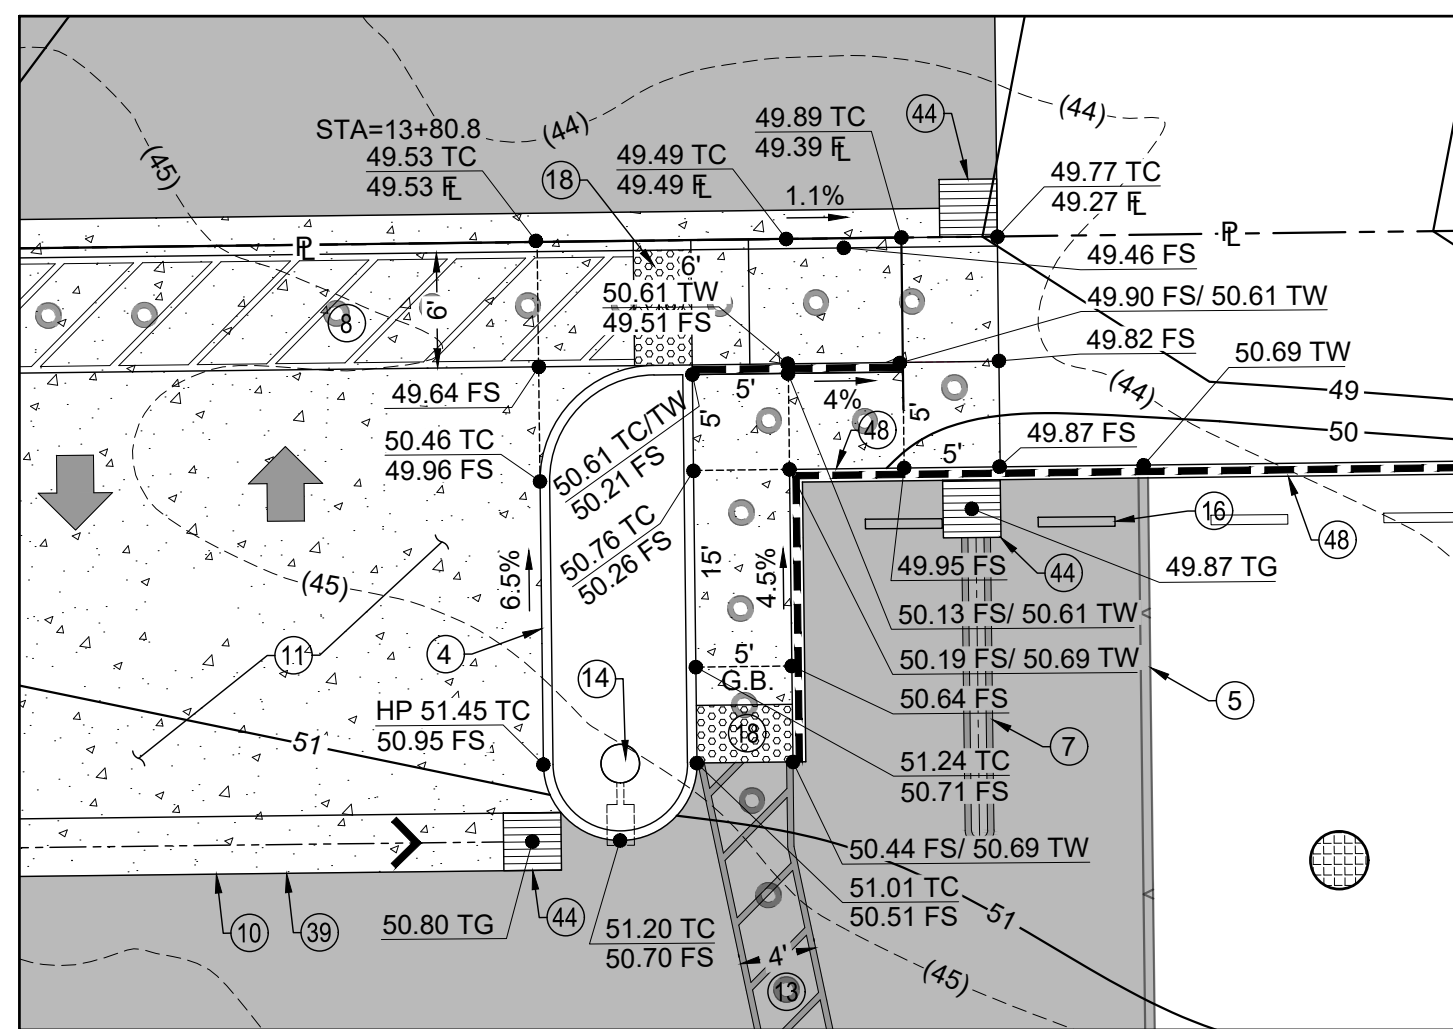 STA=13+80.8
49.53 TC
49.53 FL
(44)
49.49 TC
49.49 FL
49.89 TC
49.39 FL
44
(44)
49.77 TC
49.27 FL
(45)
18
1.1%
PL
PL
6'
49.46 FS
50.61 TW
49.51 FS
49.90 FS/ 50.61 TW
6'
8
49.82 FS
50.69 TW
49.64 FS
5'
4%
(44)
49
50
5'
5'
48
5'
49.87 FS
50.46 TC
49.96 FS
50.61 TC/TW
50.21 FS
50.76 TC
50.26 FS
16
48
6.5%
15'
4.5%
49.95 FS
44
49.87 TG
(45)
50.13 FS/ 50.61 TW
11
4
5'
G.B.
50.19 FS/ 50.69 TW
14
50.64 FS
5
HP 51.45 TC
50.95 FS
51
18
7
51.24 TC
50.71 FS
50.44 FS/ 50.69 TW
51.01 TC
50.51 FS
51
10
39
50.80 TG
44
51.20 TC
50.70 FS
4'
13
(45)